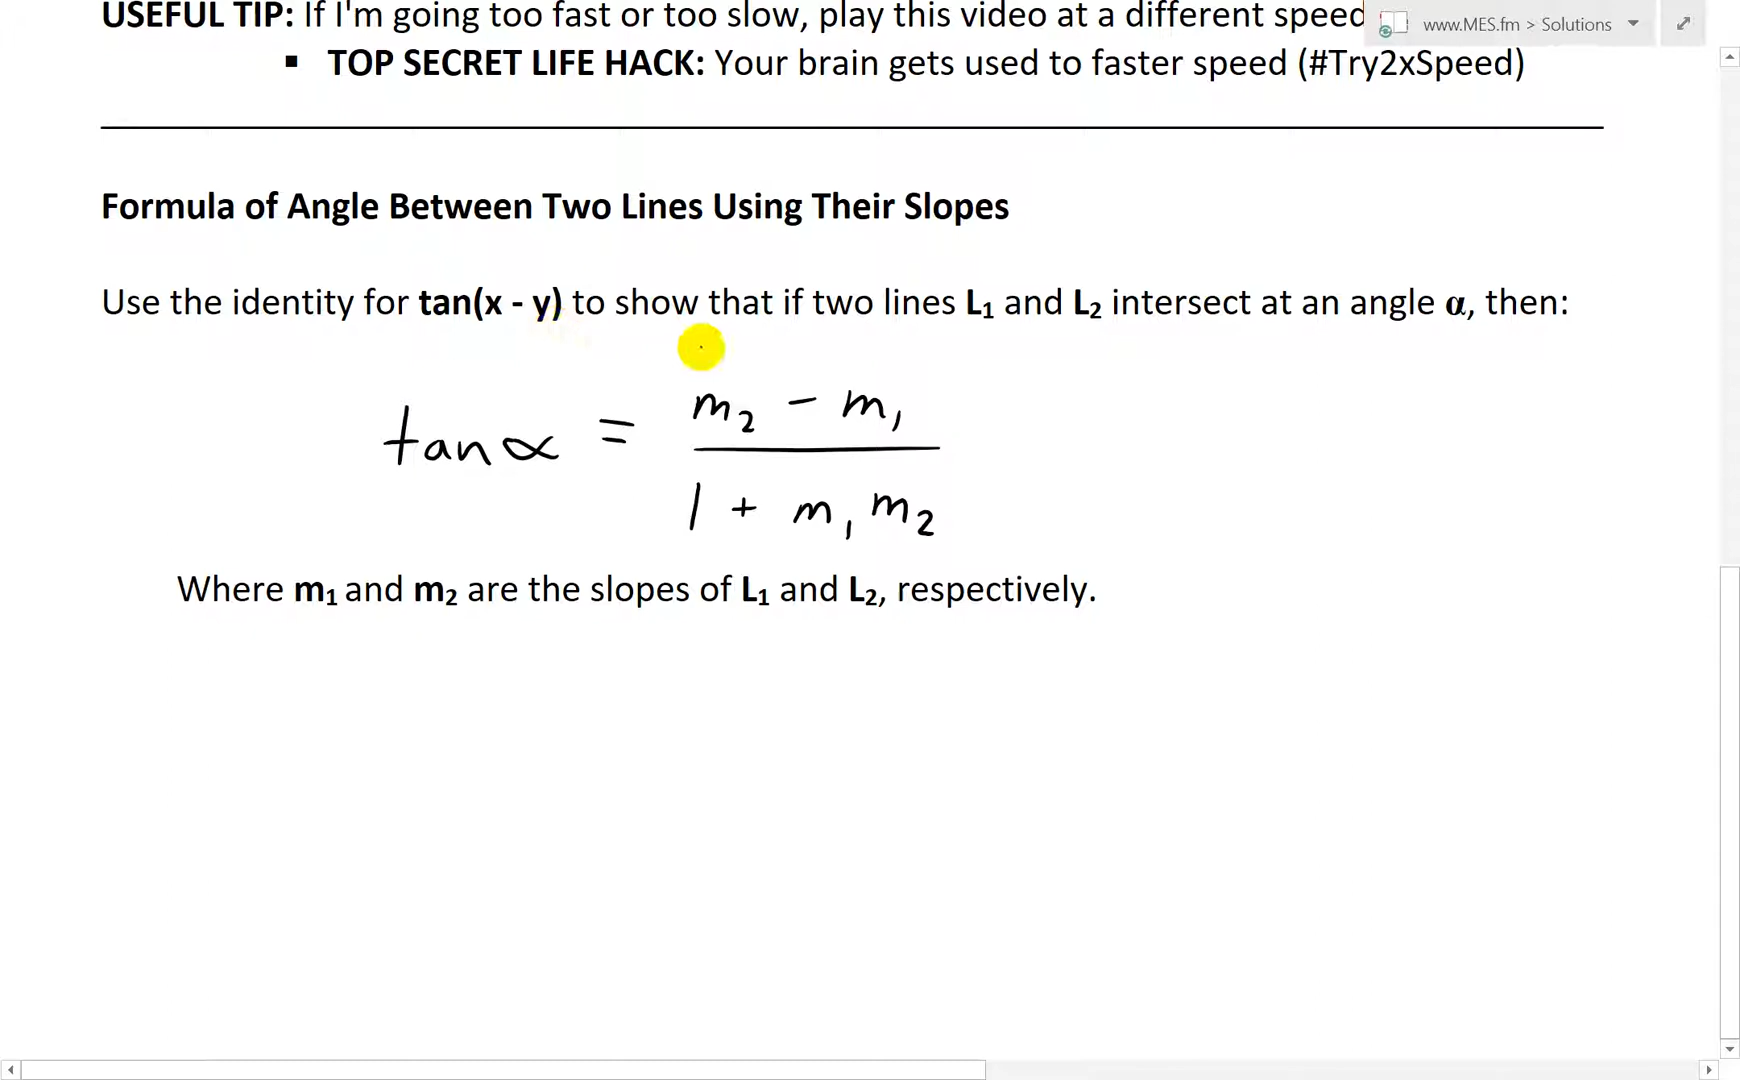 USEFUL TIP: If I'm going too fast or too slow, play this video at a different speed
www.MES.fm > Solutions
▪ TOP SECRET LIFE HACK: Your brain gets used to faster speed (#Try2xSpeed)
Formula of Angle Between Two Lines Using Their Slopes
Use the identity for tan(x - y) to show that if two lines L₁ and L₂ intersect at an angle α, then:
tan α = (m₂ − m₁) / (1 + m₁ m₂)
Where m₁ and m₂ are the slopes of L₁ and L₂, respectively.